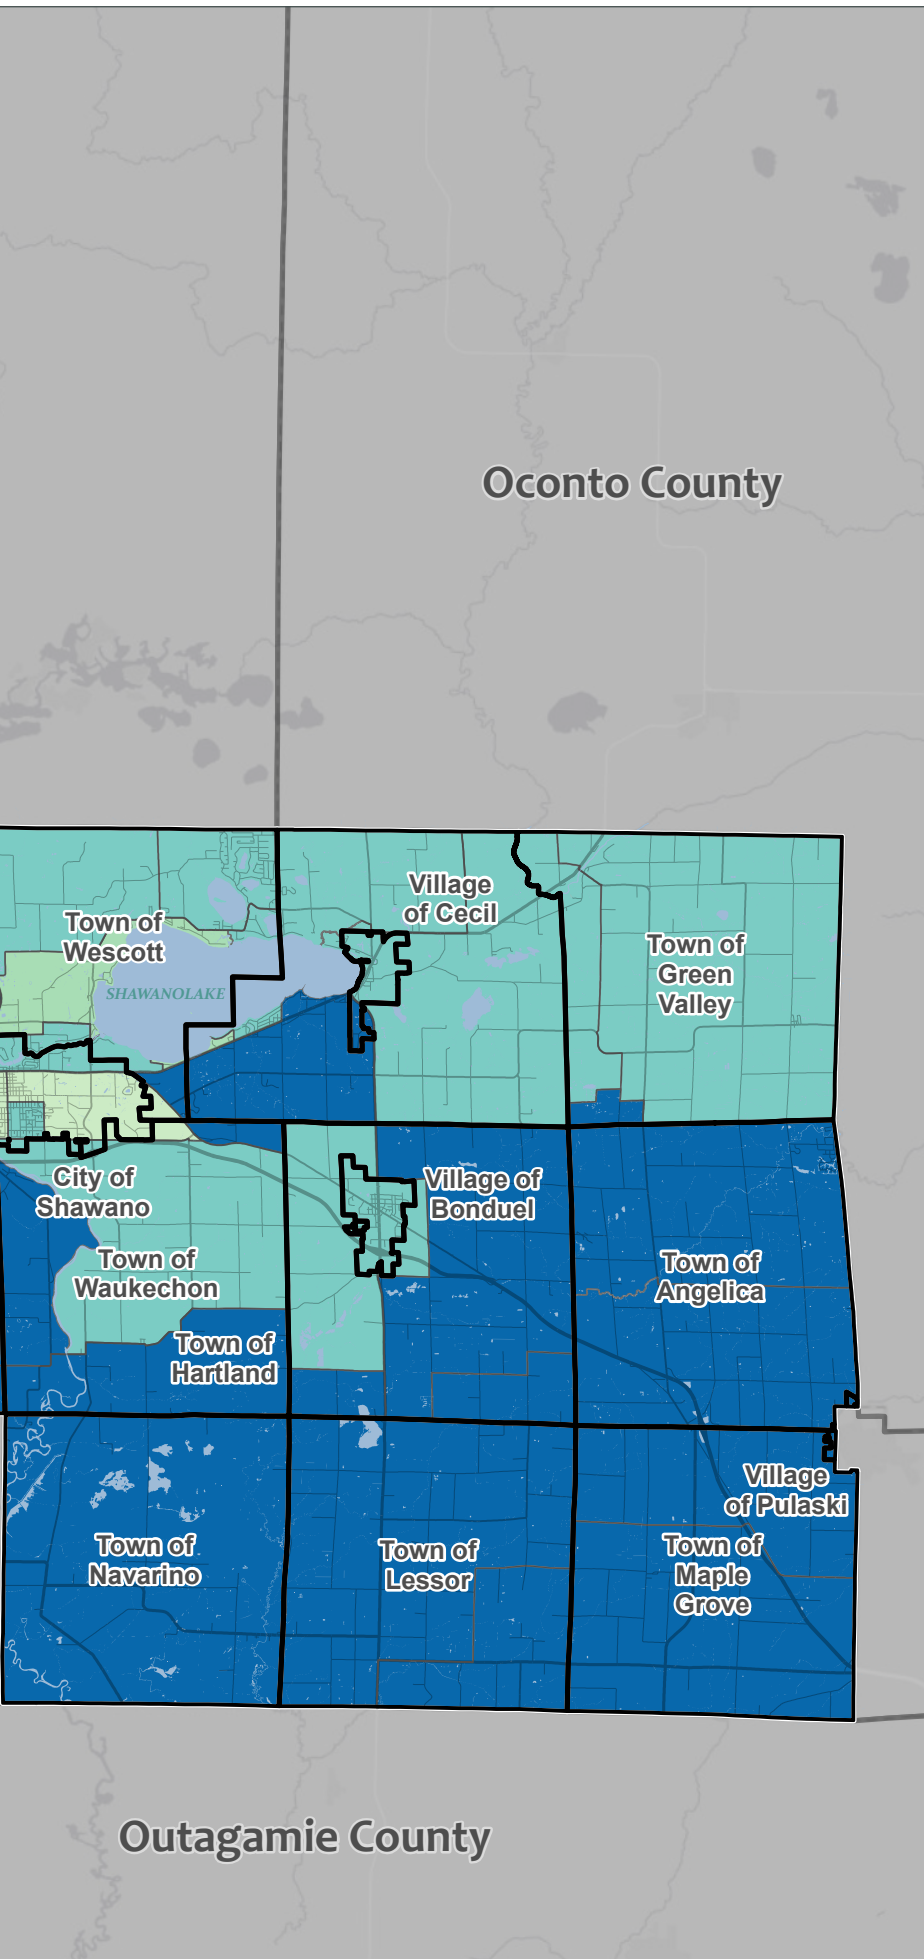 Oconto County
Village
of Cecil
Town of
Wescott
Town of
Green
Valley
SHAWANOLAKE
City of
Shawano
Village of
Bonduel
Town of
Waukechon
Town of
Angelica
Town of
Hartland
Village
of Pulaski
Town of
Navarino
Town of
Lessor
Town of
Maple
Grove
Outagamie County